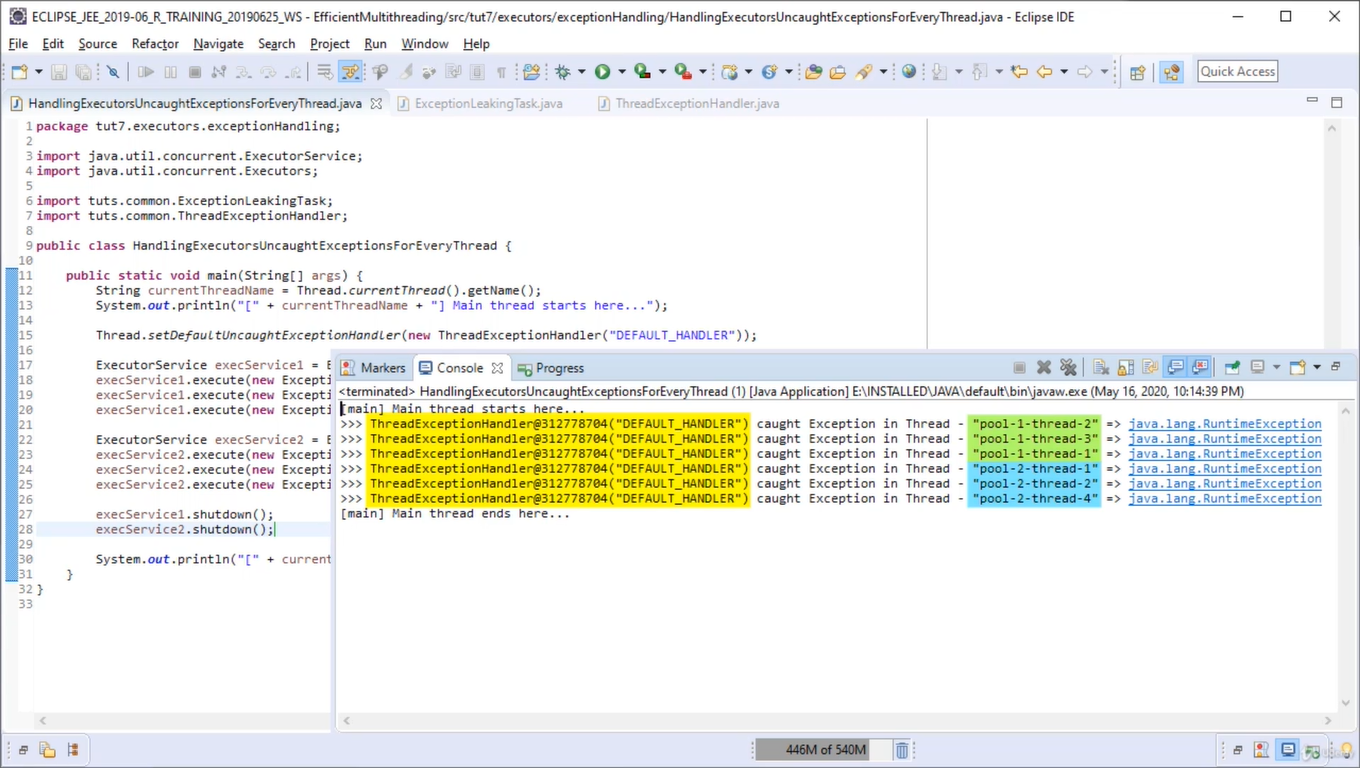 ECLIPSE_JEE_2019-06_R_TRAINING_20190625_WS - EfficientMultithreading/src/tut7/executors/exceptionHandling/HandlingExecutorsUncaughtExceptionsForEveryThread.java - Eclipse IDE
File Edit Source Refactor Navigate Search Project Run Window Help
Quick Access
HandlingExecutorsUncaughtExceptionsForEveryThread.java ExceptionLeakingTask.java ThreadExceptionHandler.java
1 package tut7.executors.exceptionHandling;
2
3 import java.util.concurrent.ExecutorService;
4 import java.util.concurrent.Executors;
5
6 import tuts.common.ExceptionLeakingTask;
7 import tuts.common.ThreadExceptionHandler;
8
9 public class HandlingExecutorsUncaughtExceptionsForEveryThread {
10
11 public static void main(String[] args) {
12 String currentThreadName = Thread.currentThread().getName();
13 System.out.println("[" + currentThreadName + "] Main thread starts here...");
14
15 Thread.setDefaultUncaughtExceptionHandler(new ThreadExceptionHandler("DEFAULT_HANDLER"));
16
17 ExecutorService execService1 = E
18 execService1.execute(new Excepti
19 execService1.execute(new Excepti
20 execService1.execute(new Excepti
21
22 ExecutorService execService2 = E
23 execService2.execute(new Excepti
24 execService2.execute(new Excepti
25 execService2.execute(new Excepti
26
27 execService1.shutdown();
28 execService2.shutdown();
29
30 System.out.println("[" + current
31 }
32 }
33
Markers Console Progress
<terminated> HandlingExecutorsUncaughtExceptionsForEveryThread (1) [Java Application] E:\INSTALLED\JAVA\default\bin\javaw.exe (May 16, 2020, 10:14:39 PM)
[main] Main thread starts here...
>>> ThreadExceptionHandler@312778704("DEFAULT_HANDLER") caught Exception in Thread - "pool-1-thread-2" => java.lang.RuntimeException
>>> ThreadExceptionHandler@312778704("DEFAULT_HANDLER") caught Exception in Thread - "pool-1-thread-3" => java.lang.RuntimeException
>>> ThreadExceptionHandler@312778704("DEFAULT_HANDLER") caught Exception in Thread - "pool-1-thread-1" => java.lang.RuntimeException
>>> ThreadExceptionHandler@312778704("DEFAULT_HANDLER") caught Exception in Thread - "pool-2-thread-1" => java.lang.RuntimeException
>>> ThreadExceptionHandler@312778704("DEFAULT_HANDLER") caught Exception in Thread - "pool-2-thread-2" => java.lang.RuntimeException
>>> ThreadExceptionHandler@312778704("DEFAULT_HANDLER") caught Exception in Thread - "pool-2-thread-4" => java.lang.RuntimeException
[main] Main thread ends here...
446M of 540M